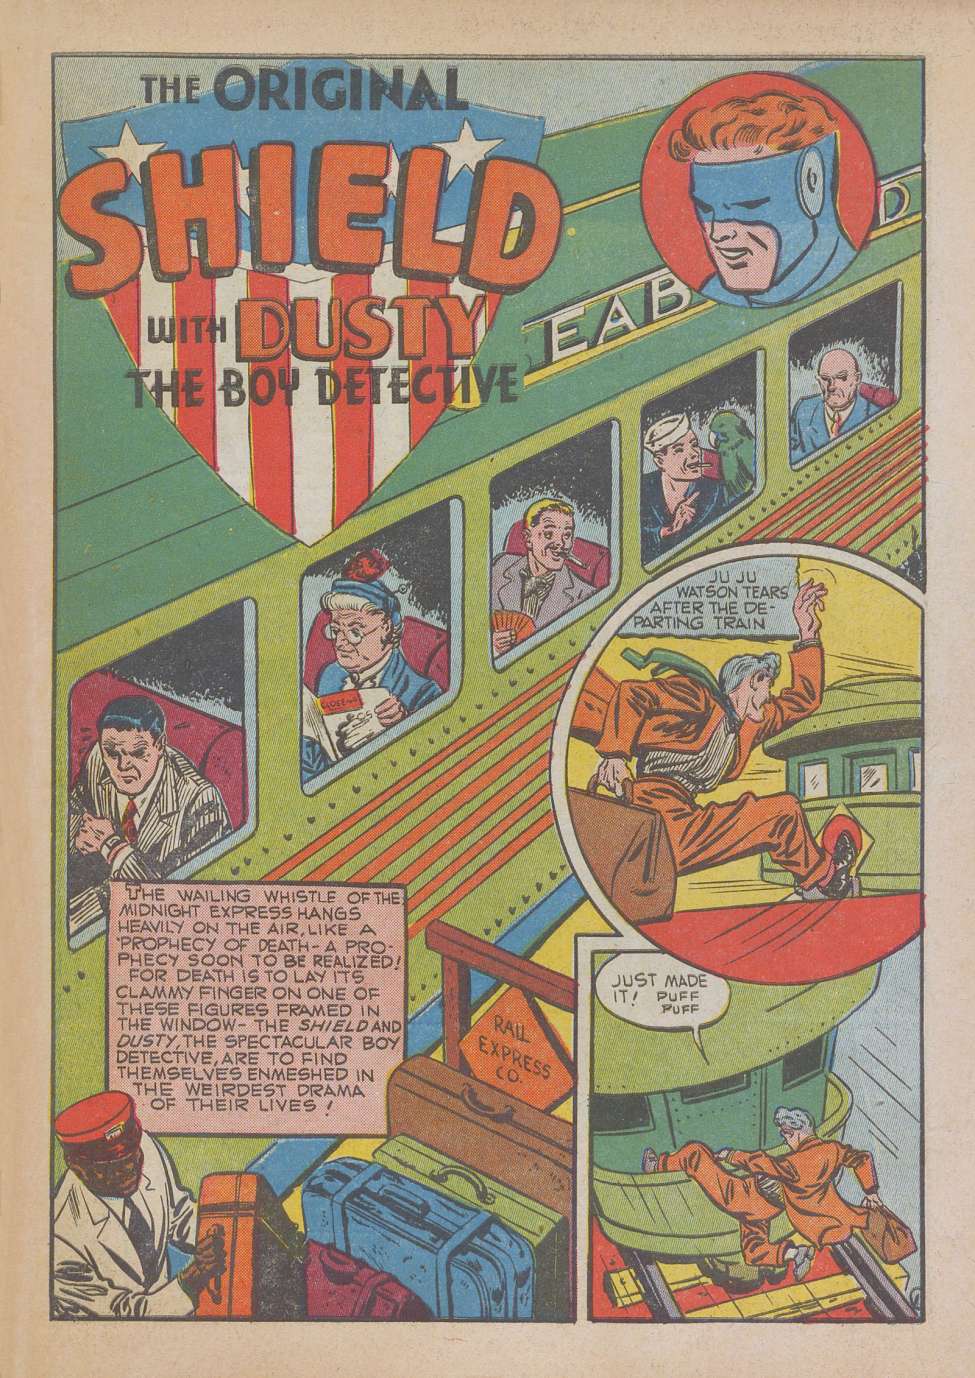 THE ORIGINAL
SHIELD
WITH DUSTY
THE BOY DETECTIVE
EAB
D
JU JU
WATSON TEARS
AFTER THE DE-
PARTING TRAIN
THE WAILING WHISTLE OF THE
MIDNIGHT EXPRESS HANGS
HEAVILY ON THE AIR, LIKE A
PROPHECY OF DEATH - A PRO-
PHECY SOON TO BE REALIZED!
FOR DEATH IS TO LAY ITS
CLAMMY FINGER ON ONE OF
THESE FIGURES FRAMED IN
THE WINDOW - THE SHIELD AND
DUSTY, THE SPECTACULAR BOY
DETECTIVE, ARE TO FIND
THEMSELVES ENMESHED IN
THE WEIRDEST DRAMA
OF THEIR LIVES!
RAIL
EXPRESS
CO.
JUST MADE
IT! PUFF
PUFF